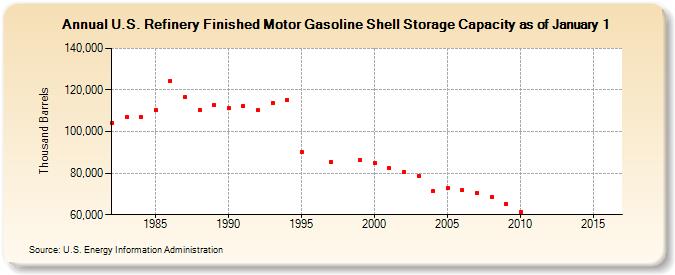 Annual U.S. Refinery Finished Motor Gasoline Shell Storage Capacity as of January 1
Thousand Barrels
140,000
120,000
100,000
80,000
60,000
1985 1990 1995 2000 2005 2010 2015
Source: U.S. Energy Information Administration